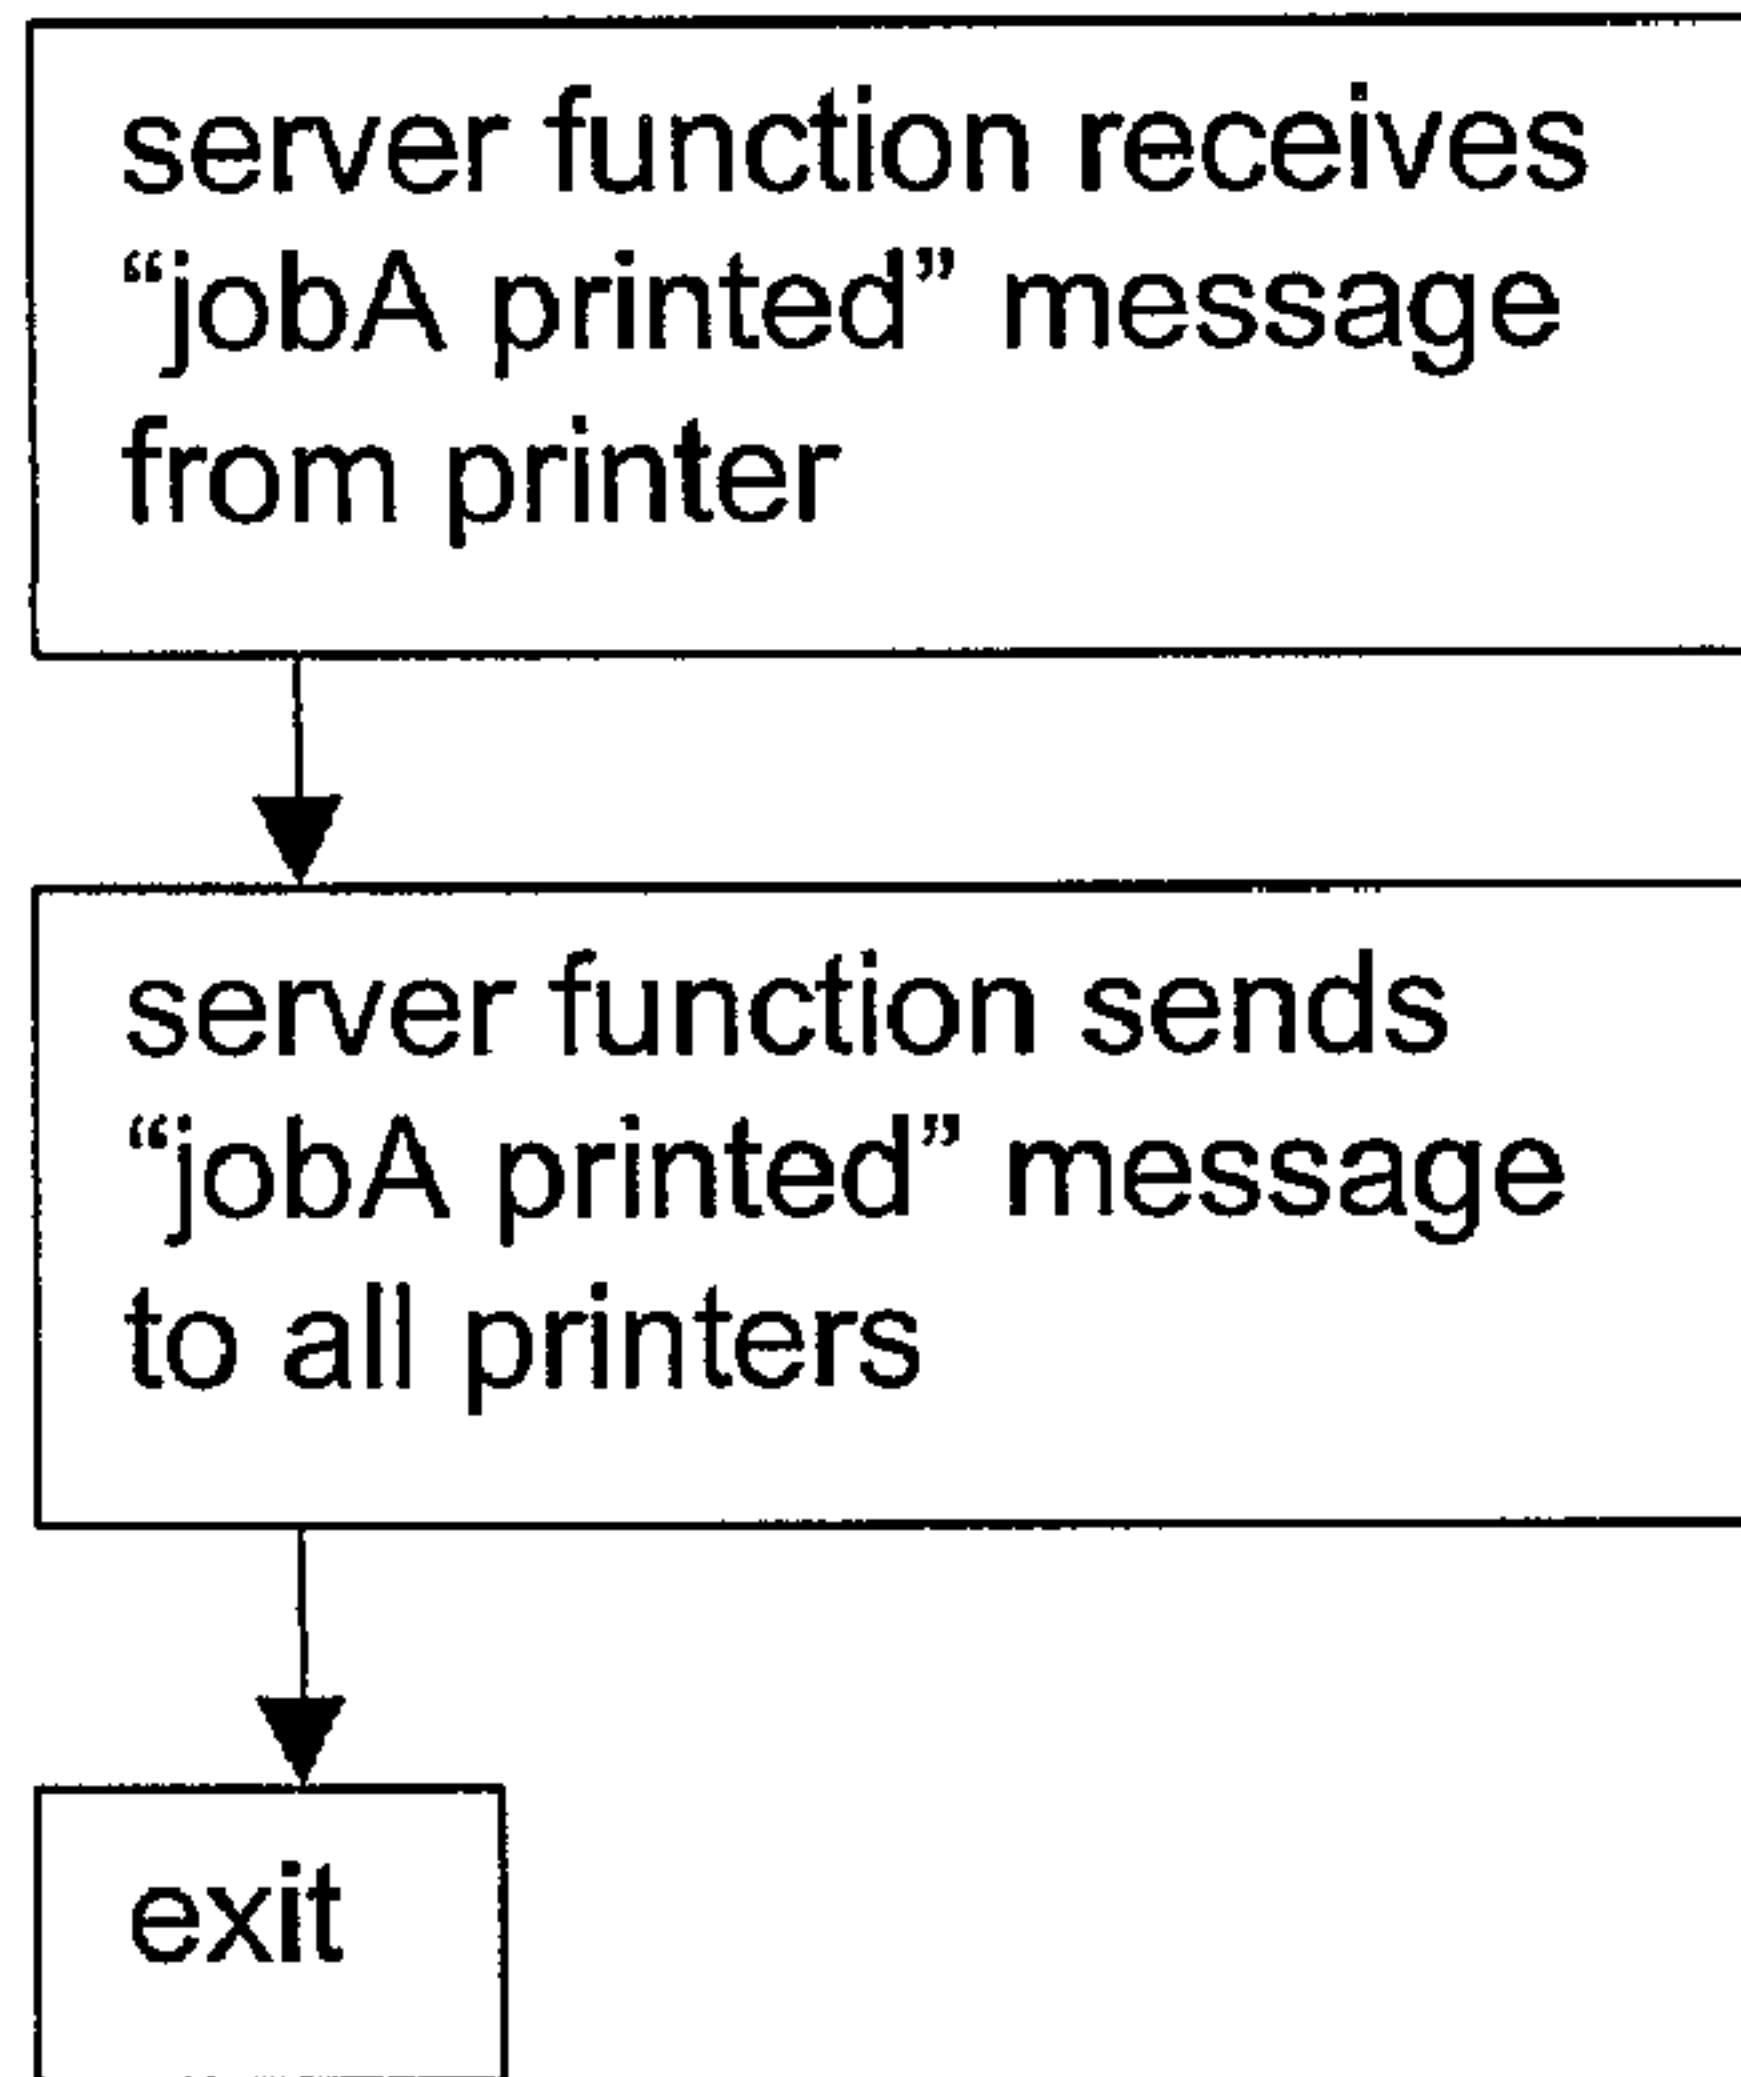 server function receives
“jobA printed” message
from printer
server function sends
“jobA printed” message
to all printers
exit